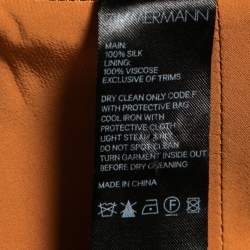 ZIMMERMANN
MAIN:
100% SILK
LINING:
100% VISCOSE
EXCLUSIVE OF TRIMS
DRY CLEAN ONLY CODE F
WITH PROTECTIVE BAG
COOL IRON WITH
PROTECTIVE CLOTH
LIGHT STEAM
DO NOT SPOT CLEAN
TURN GARMENT INSIDE OUT
BEFORE DRY CLEANING
MADE IN CHINA